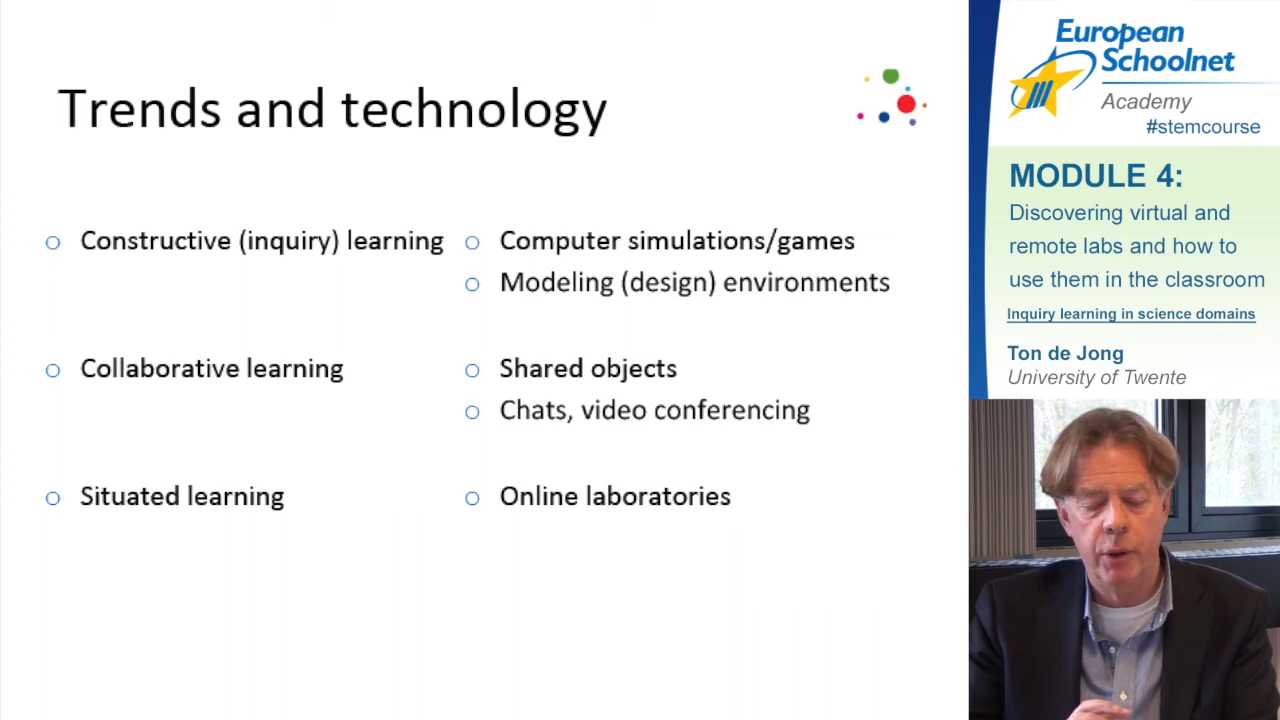 Trends and technology
Constructive (inquiry) learning
Computer simulations/games
Modeling (design) environments
Collaborative learning
Shared objects
Chats, video conferencing
Situated learning
Online laboratories
European
Schoolnet
Academy
#stemcourse
MODULE 4:
Discovering virtual and
remote labs and how to
use them in the classroom
Inquiry learning in science domains
Ton de Jong
University of Twente